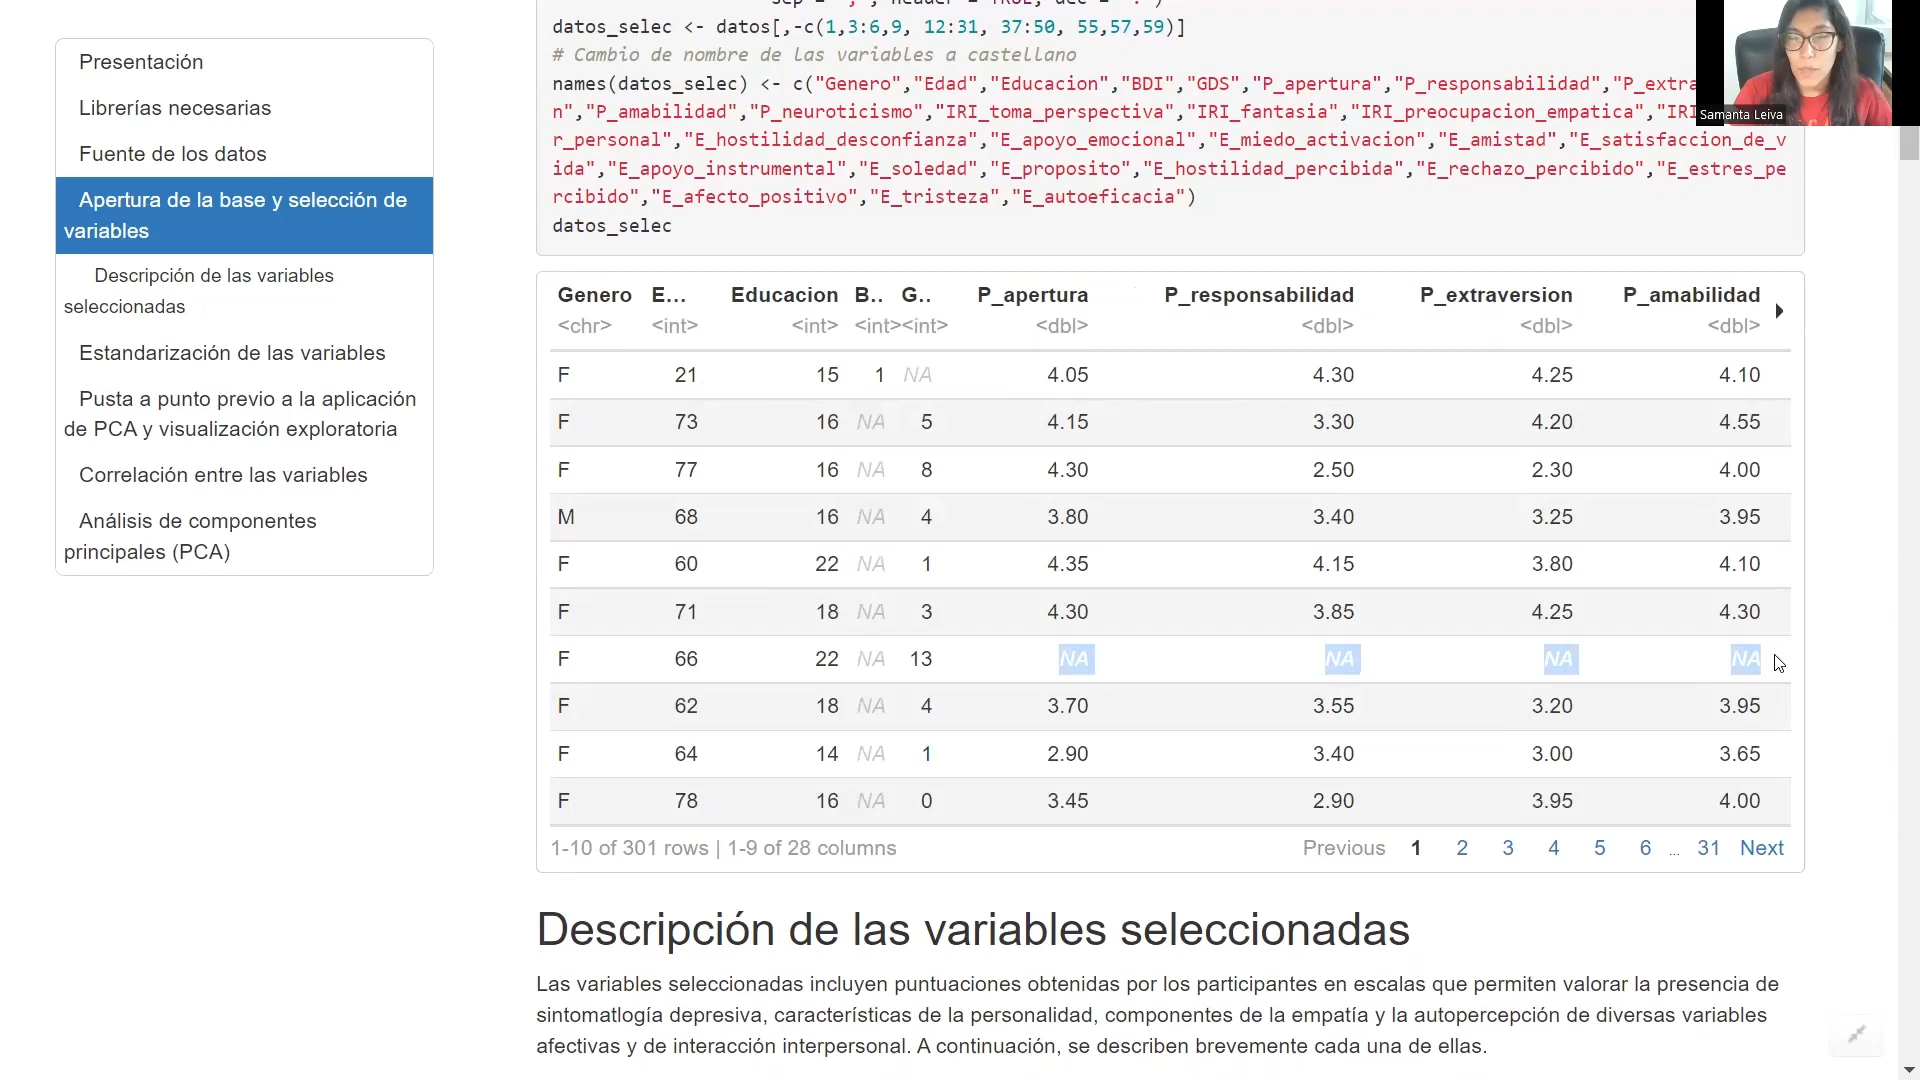 Presentación
Librerías necesarias
Fuente de los datos
Apertura de la base y selección de
variables
Descripción de las variables
seleccionadas
Estandarización de las variables
Pusta a punto previo a la aplicación
de PCA y visualización exploratoria
Correlación entre las variables
Análisis de componentes
principales (PCA)
datos_selec <- datos[,-c(1,3:6,9, 12:31, 37:50, 55,57,59)]
# Cambio de nombre de las variables a castellano
names(datos_selec) <- c("Genero","Edad","Educacion","BDI","GDS","P_apertura","P_responsabilidad","P_extra
n","P_amabilidad","P_neuroticismo","IRI_toma_perspectiva","IRI_fantasia","IRI_preocupacion_empatica","IRI
r_personal","E_hostilidad_desconfianza","E_apoyo_emocional","E_miedo_activacion","E_amistad","E_satisfaccion_de_v
ida","E_apoyo_instrumental","E_soledad","E_proposito","E_hostilidad_percibida","E_rechazo_percibido","E_estres_pe
rcibido","E_afecto_positivo","E_tristeza","E_autoeficacia")
datos_selec
Samanta Leiva
Genero E... Educacion B.. G.. P_apertura P_responsabilidad P_extraversion P_amabilidad
<chr> <int> <int> <int><int> <dbl> <dbl> <dbl> <dbl>
F 21 15 1 NA 4.05 4.30 4.25 4.10
F 73 16 NA 5 4.15 3.30 4.20 4.55
F 77 16 NA 8 4.30 2.50 2.30 4.00
M 68 16 NA 4 3.80 3.40 3.25 3.95
F 60 22 NA 1 4.35 4.15 3.80 4.10
F 71 18 NA 3 4.30 3.85 4.25 4.30
F 66 22 NA 13 NA NA NA NA
F 62 18 NA 4 3.70 3.55 3.20 3.95
F 64 14 NA 1 2.90 3.40 3.00 3.65
F 78 16 NA 0 3.45 2.90 3.95 4.00
1-10 of 301 rows | 1-9 of 28 columns Previous 1 2 3 4 5 6 ... 31 Next
Descripción de las variables seleccionadas
Las variables seleccionadas incluyen puntuaciones obtenidas por los participantes en escalas que permiten valorar la presencia de
sintomatlogía depresiva, características de la personalidad, componentes de la empatía y la autopercepción de diversas variables
afectivas y de interacción interpersonal. A continuación, se describen brevemente cada una de ellas.